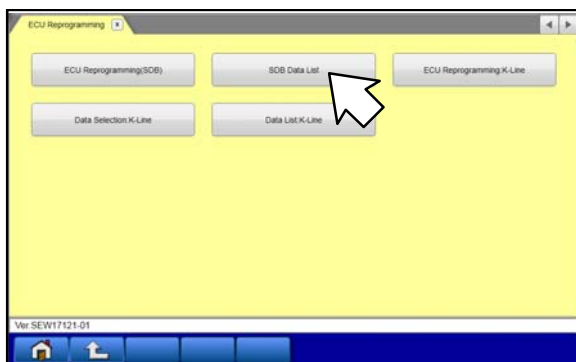 ECU Reprogramming x
ECU Reprogramming(SDB) SDB Data List ECU Reprogramming:K-Line
Data Selection:K-Line Data List:K-Line
Ver.SEW17121-01